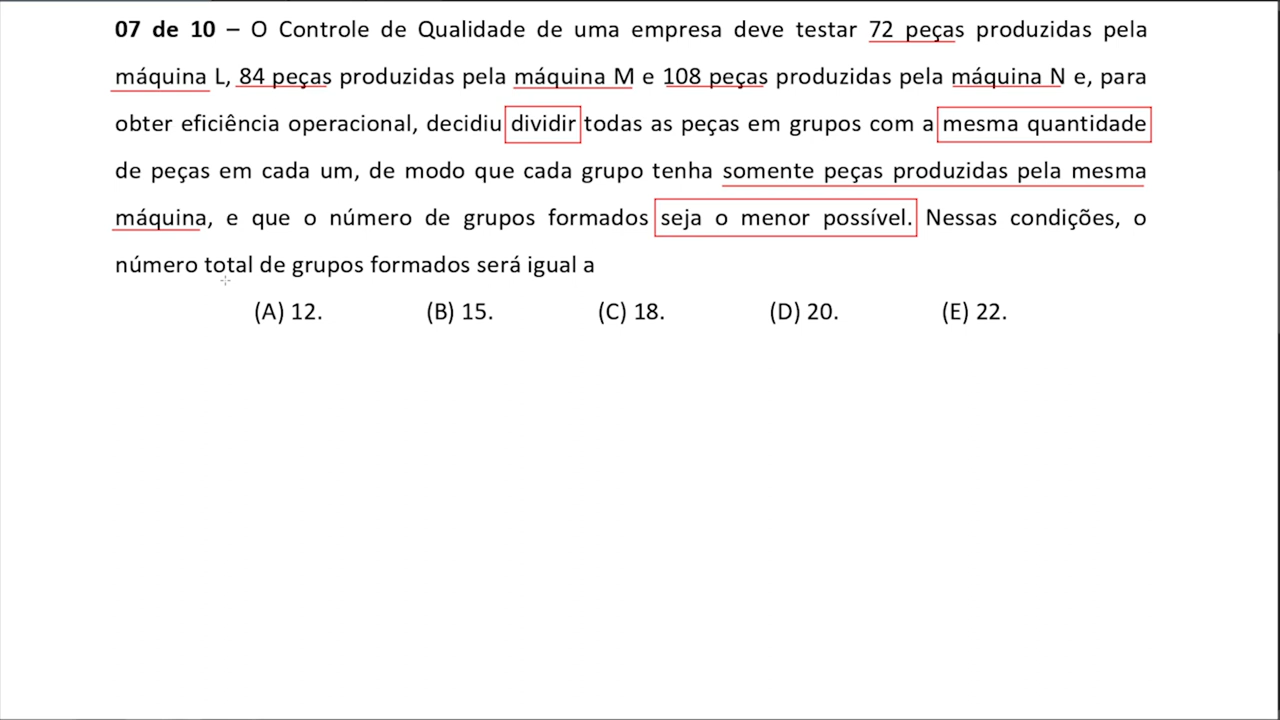 07 de 10 – O Controle de Qualidade de uma empresa deve testar 72 peças produzidas pela
máquina L, 84 peças produzidas pela máquina M e 108 peças produzidas pela máquina N e, para
obter eficiência operacional, decidiu dividir todas as peças em grupos com a mesma quantidade
de peças em cada um, de modo que cada grupo tenha somente peças produzidas pela mesma
máquina, e que o número de grupos formados seja o menor possível. Nessas condições, o
número total de grupos formados será igual a
(A) 12. (B) 15. (C) 18. (D) 20. (E) 22.